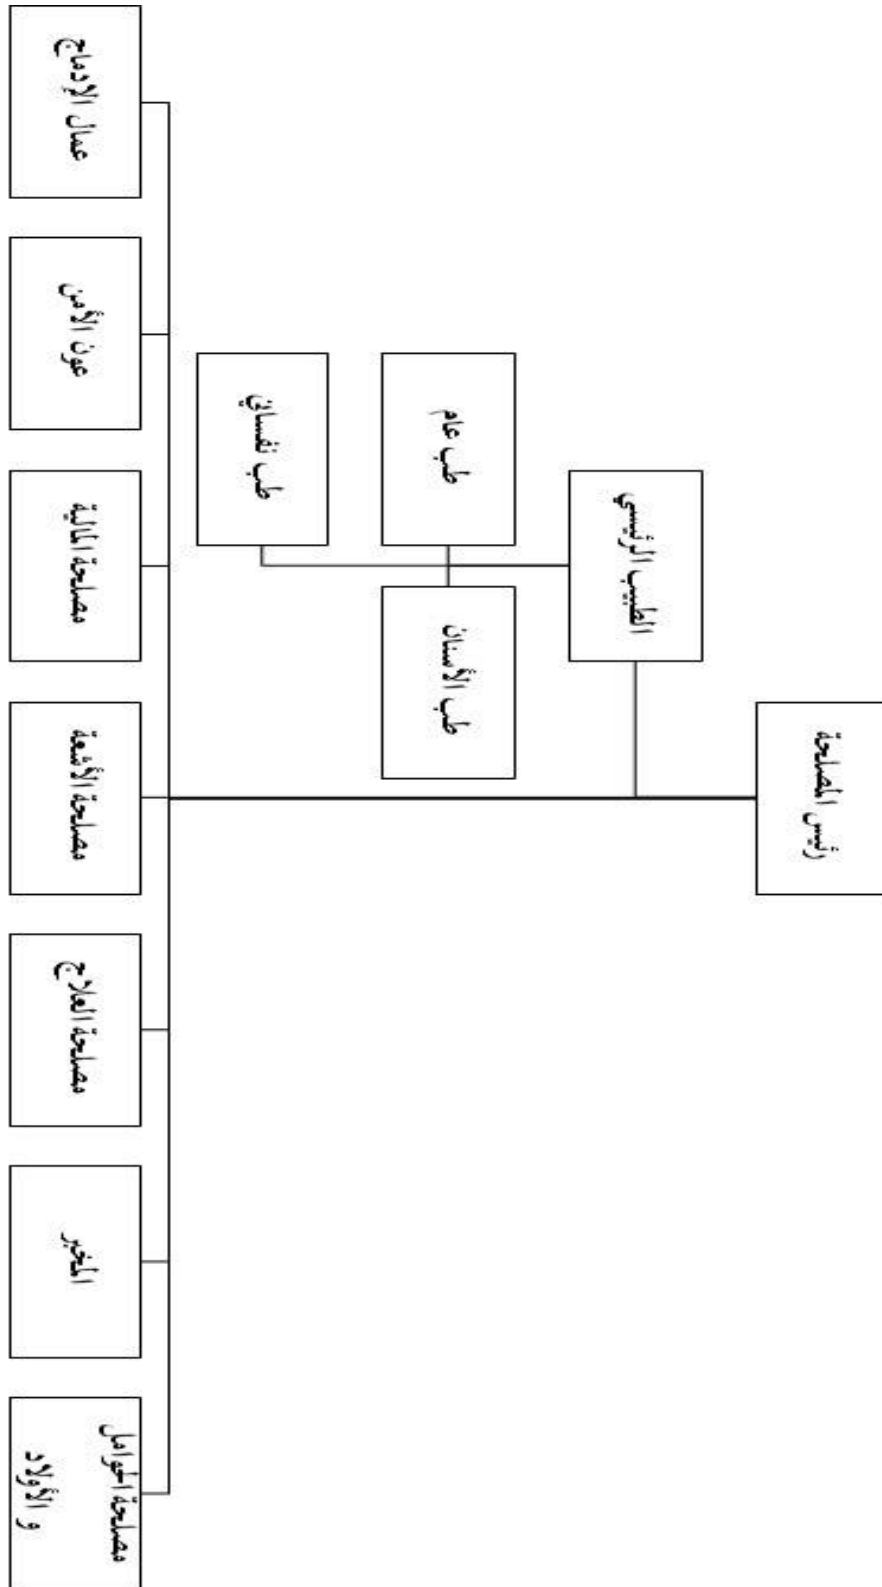 رئيس المصلحة
الطبيب الرئيسي
طب عام
طب الأسنان
طب نفساني
عمال الإدماج
عون الأمن
مصلحة المالية
مصلحة الأشعة
مصلحة العلاج
المخبر
مصلحة الحوامل
و الأولاد